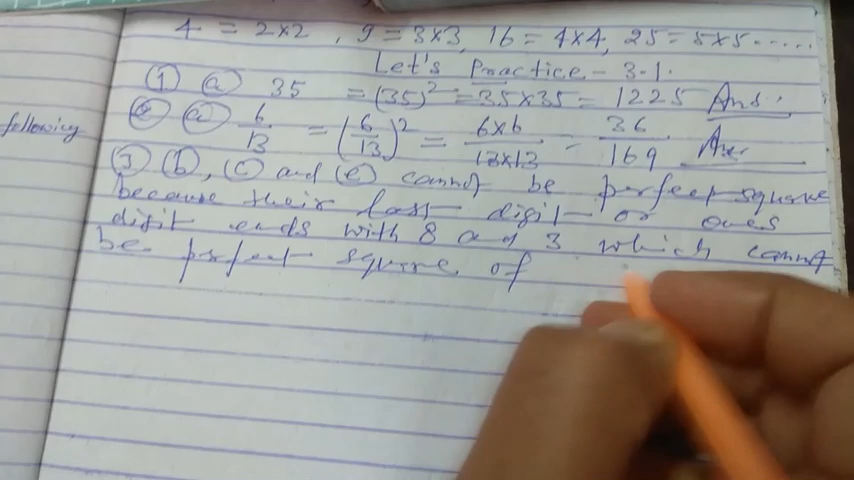 4 = 2×2 , 9 = 3×3, 16 = 4×4, 25 = 5×5 ......
Let's Practice - 3.1.
① ⓐ 35 = (35)² = 35×35 = 1225 Ans.
following
② ⓐ 6/13 = (6/13)² = 6×6/13×13 = 36/169 Ans
③ ⓑ, ⓒ and ⓔ cannot be perfect square
because their last digit or ones
digit ends with 8 and 3 which cannot
be perfect square of